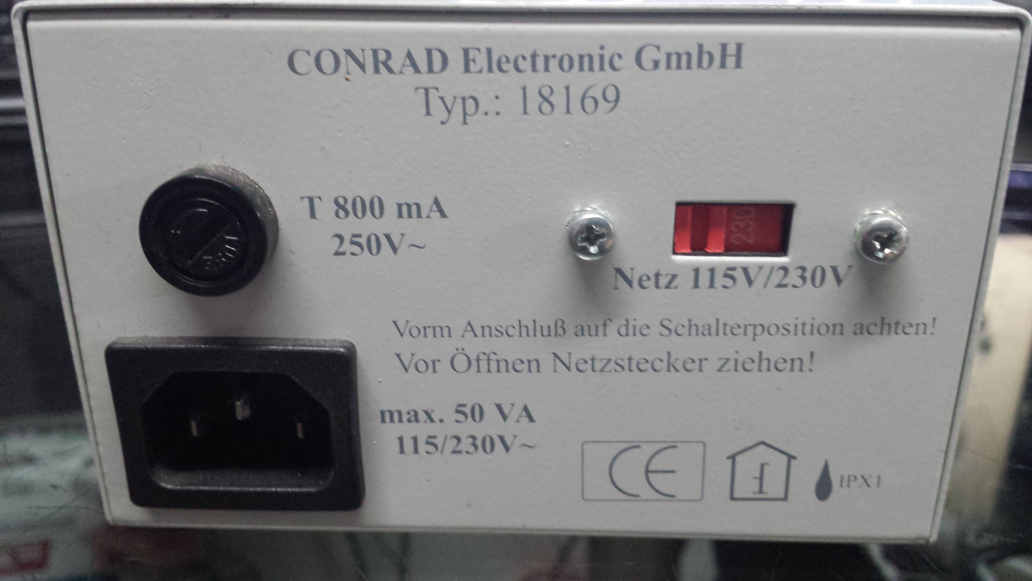 CONRAD Electronic GmbH
Typ.: 18169
T 800 mA
250V~
230
Netz 115V/230V
Vorm Anschluß auf die Schalterposition achten!
Vor Öffnen Netzstecker ziehen!
max. 50 VA
115/230V~
CE
IPX1